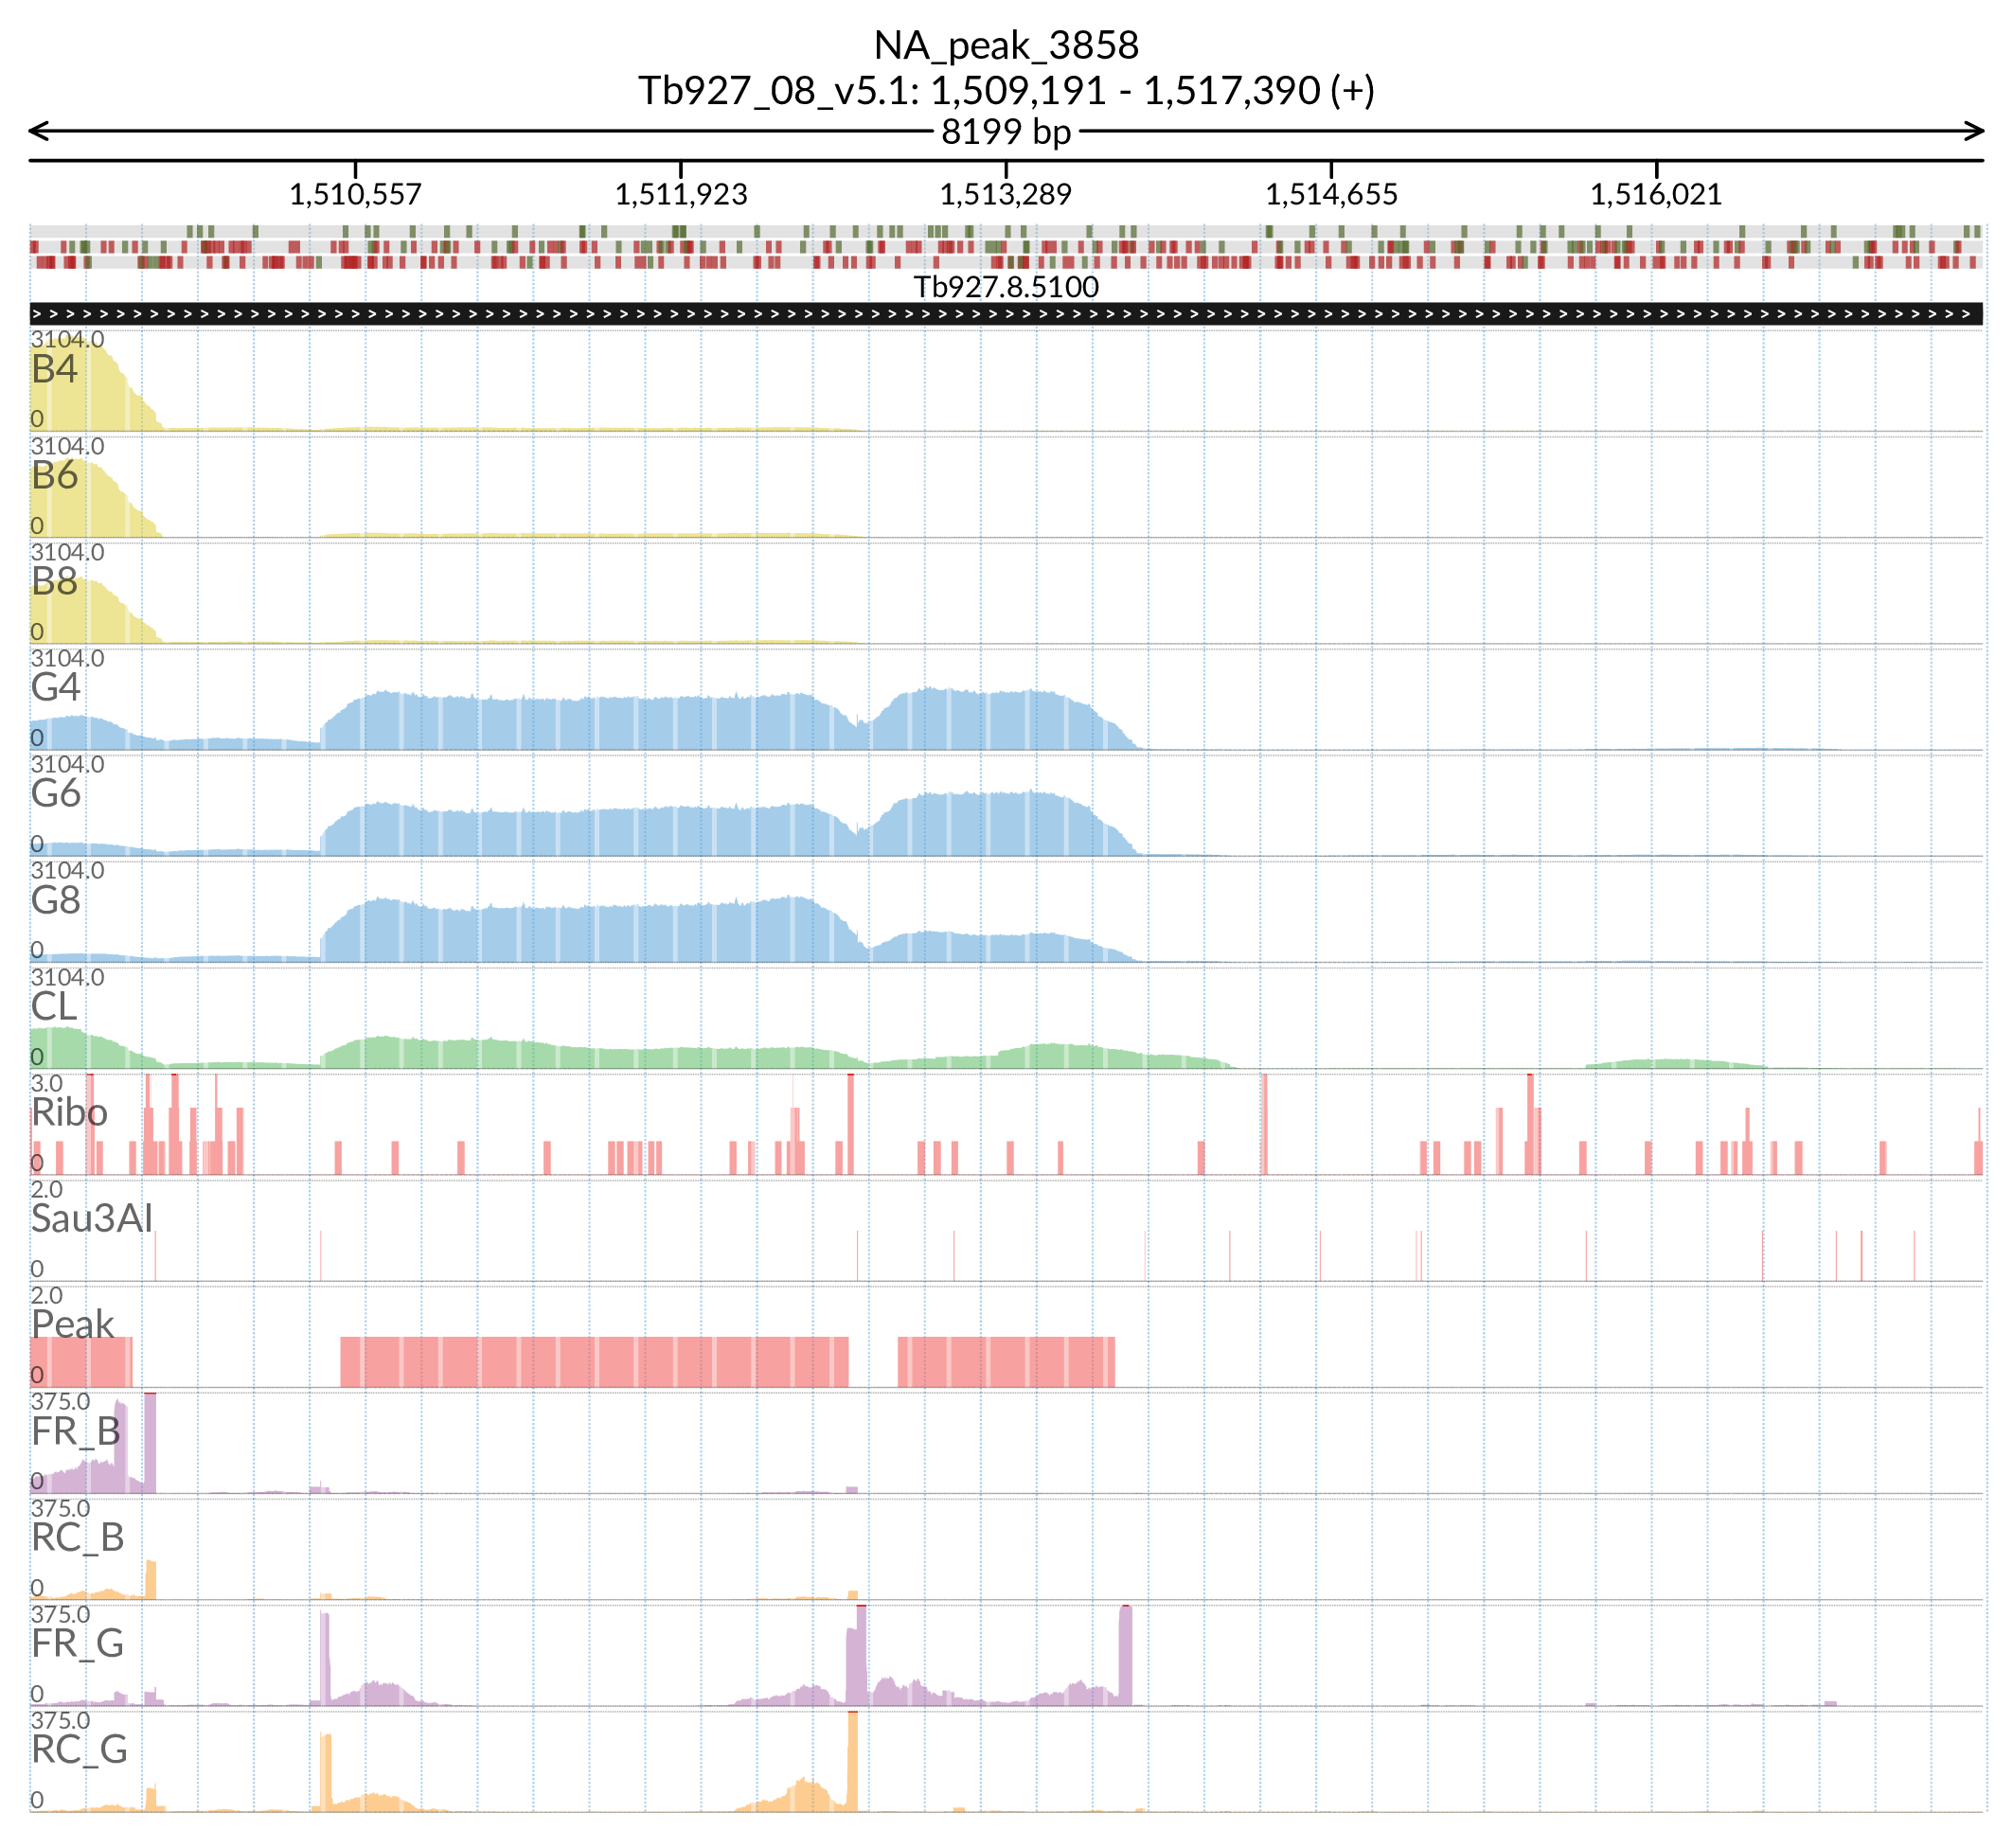 NA_peak_3858
Tb927_08_v5.1: 1,509,191 - 1,517,390 (+)
8199 bp
1,510,557 1,511,923 1,513,289 1,514,655 1,516,021
Tb927.8.5100
3104.0
B4
0
3104.0
B6
0
3104.0
B8
0
3104.0
G4
0
3104.0
G6
0
3104.0
G8
0
3104.0
CL
0
3.0
Ribo
0
2.0
Sau3AI
0
2.0
Peak
0
375.0
FR_B
0
375.0
RC_B
0
375.0
FR_G
0
375.0
RC_G
0